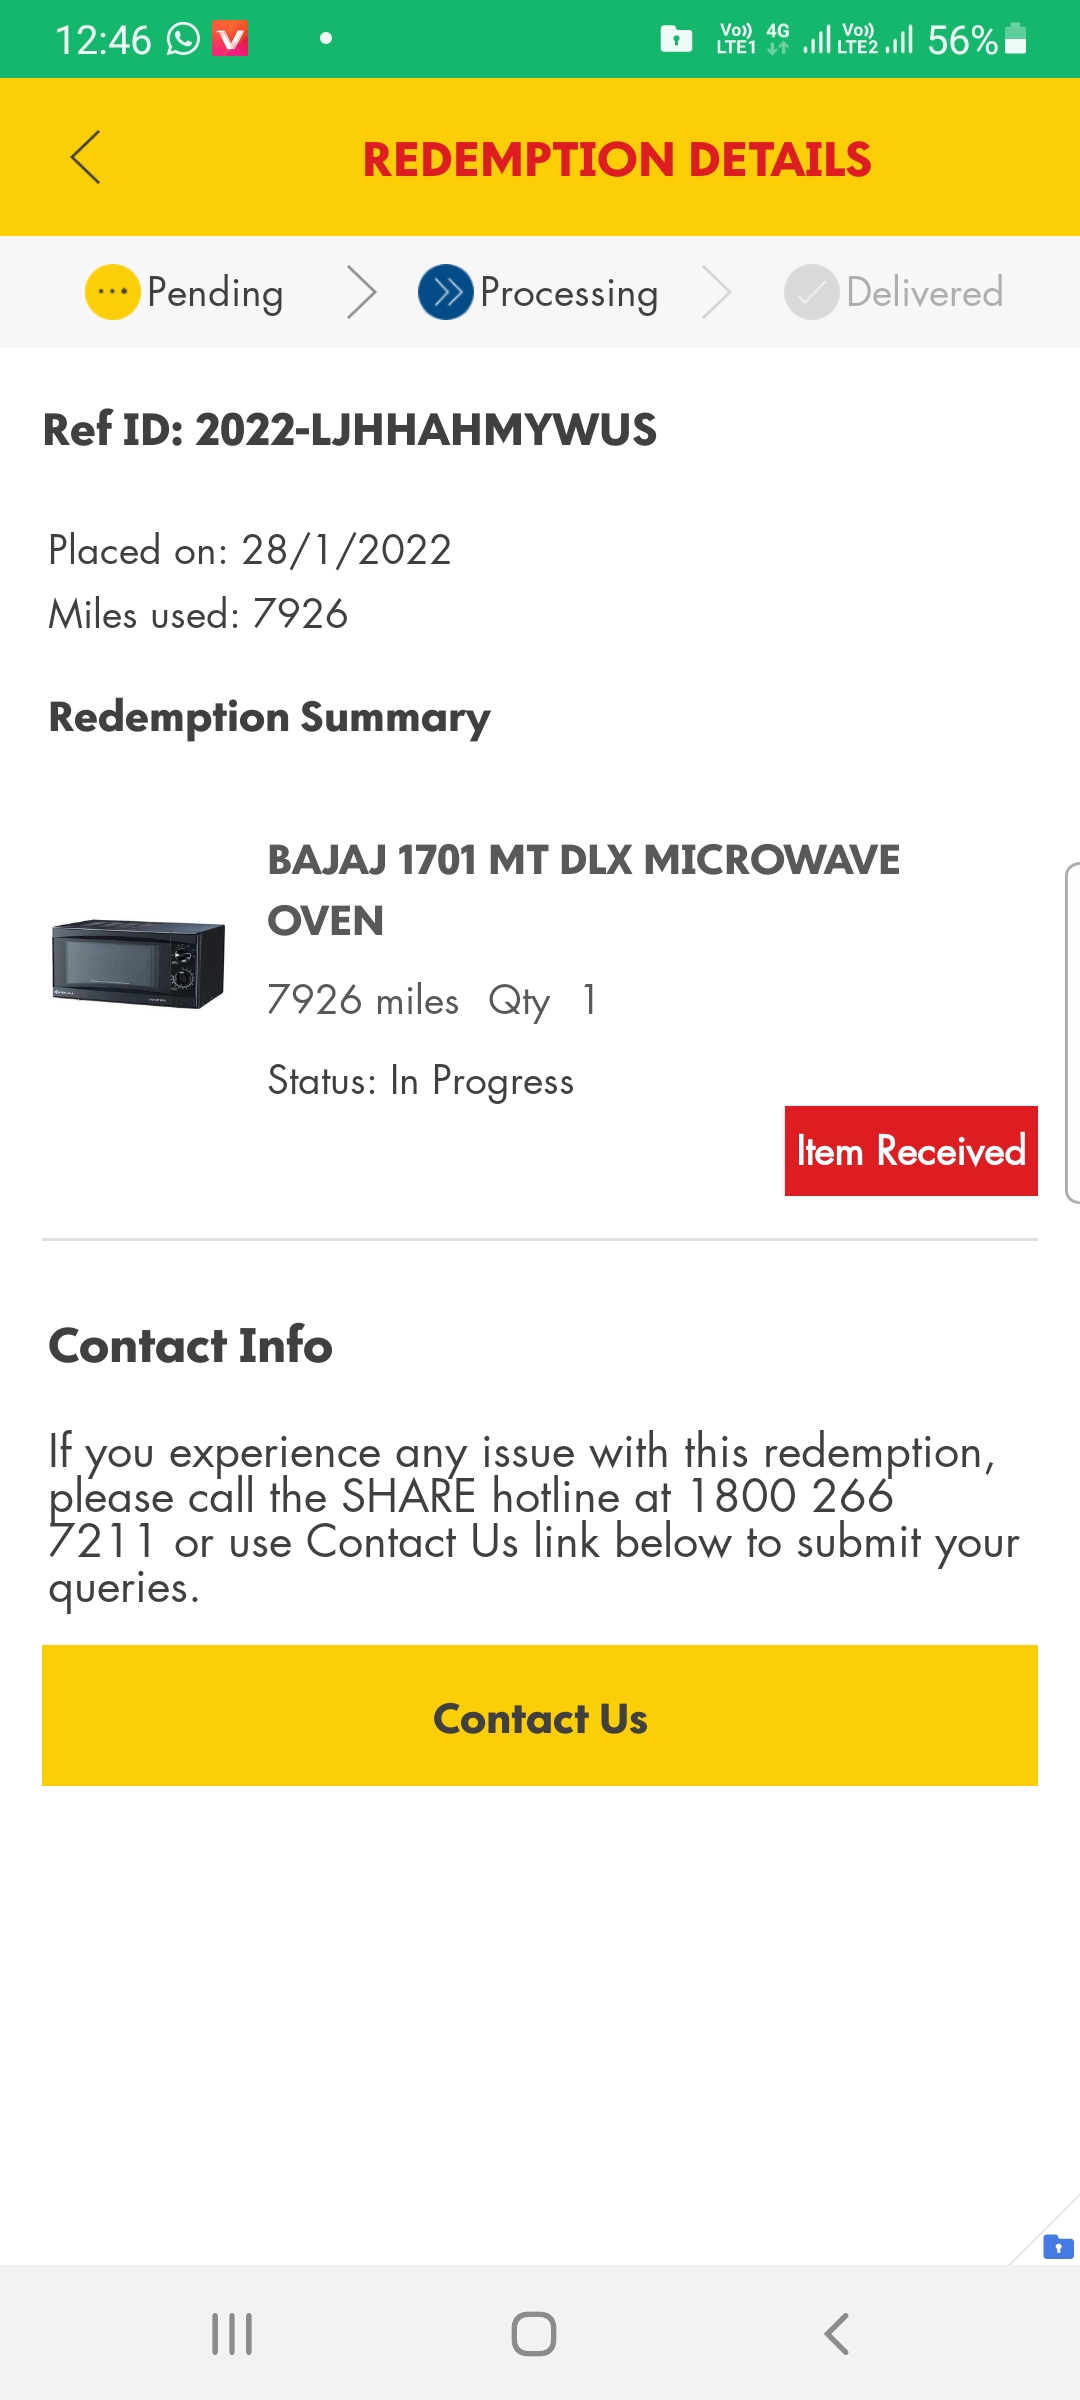 12:46 Vo)) LTE1 4G Vo)) LTE2 56%
REDEMPTION DETAILS
Pending Processing Delivered
Ref ID: 2022-LJHHAHMYWUS
Placed on: 28/1/2022
Miles used: 7926
Redemption Summary
BAJAJ 1701 MT DLX MICROWAVE
OVEN
7926 miles Qty 1
Status: In Progress
Item Received
Contact Info
If you experience any issue with this redemption,
please call the SHARE hotline at 1800 266
7211 or use Contact Us link below to submit your
queries.
Contact Us